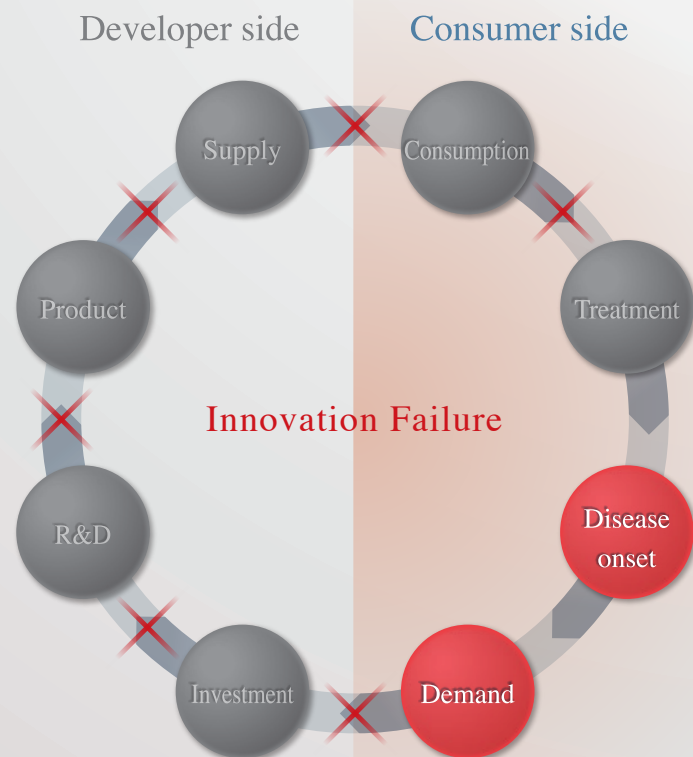 Developer side
Consumer side
Supply
Consumption
Product
Treatment
Innovation Failure
R&D
Disease
onset
Investment
Demand